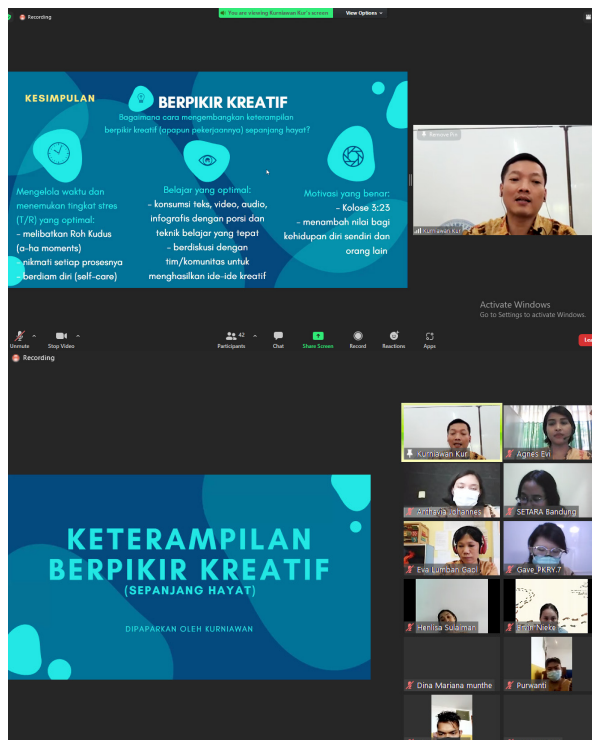 Recording
You are viewing Kurniawan Kur's screen
View Options
KESIMPULAN
BERPIKIR KREATIF
Bagaimana cara mengembangkan keterampilan
berpikir kreatif (apapun pekerjaannya) sepanjang hayat?
Mengelola waktu dan
menemukan tingkat stres
(T/R) yang optimal:
- melibatkan Roh Kudus
(a-ha moments)
- nikmati setiap prosesnya
- berdiam diri (self-care)
Belajar yang optimal:
- konsumsi teks, video, audio,
infografis dengan porsi dan
teknik belajar yang tepat
- berdiskusi dengan
tim/komunitas untuk
menghasilkan ide-ide kreatif
Motivasi yang benar:
- Kolose 3:23
- menambah nilai bagi
kehidupan diri sendiri dan
orang lain
Remove Pin
Kurniawan Kur
Activate Windows
Go to Settings to activate Windows.
Unmute
Stop Video
42
Participants
Chat
Share Screen
Record
Reactions
Apps
Recording
KETERAMPILAN
BERPIKIR KREATIF
(SEPANJANG HAYAT)
DIPAPARKAN OLEH KURNIAWAN
Kurniawan Kur
Agnes Evi
Johannes
SETARA Bandung
Eva Lumban Gaol
Gave_PKRY.7
Henlisa Sulaiman
Ervin Nieke
Dina Mariana munthe
Purwanti